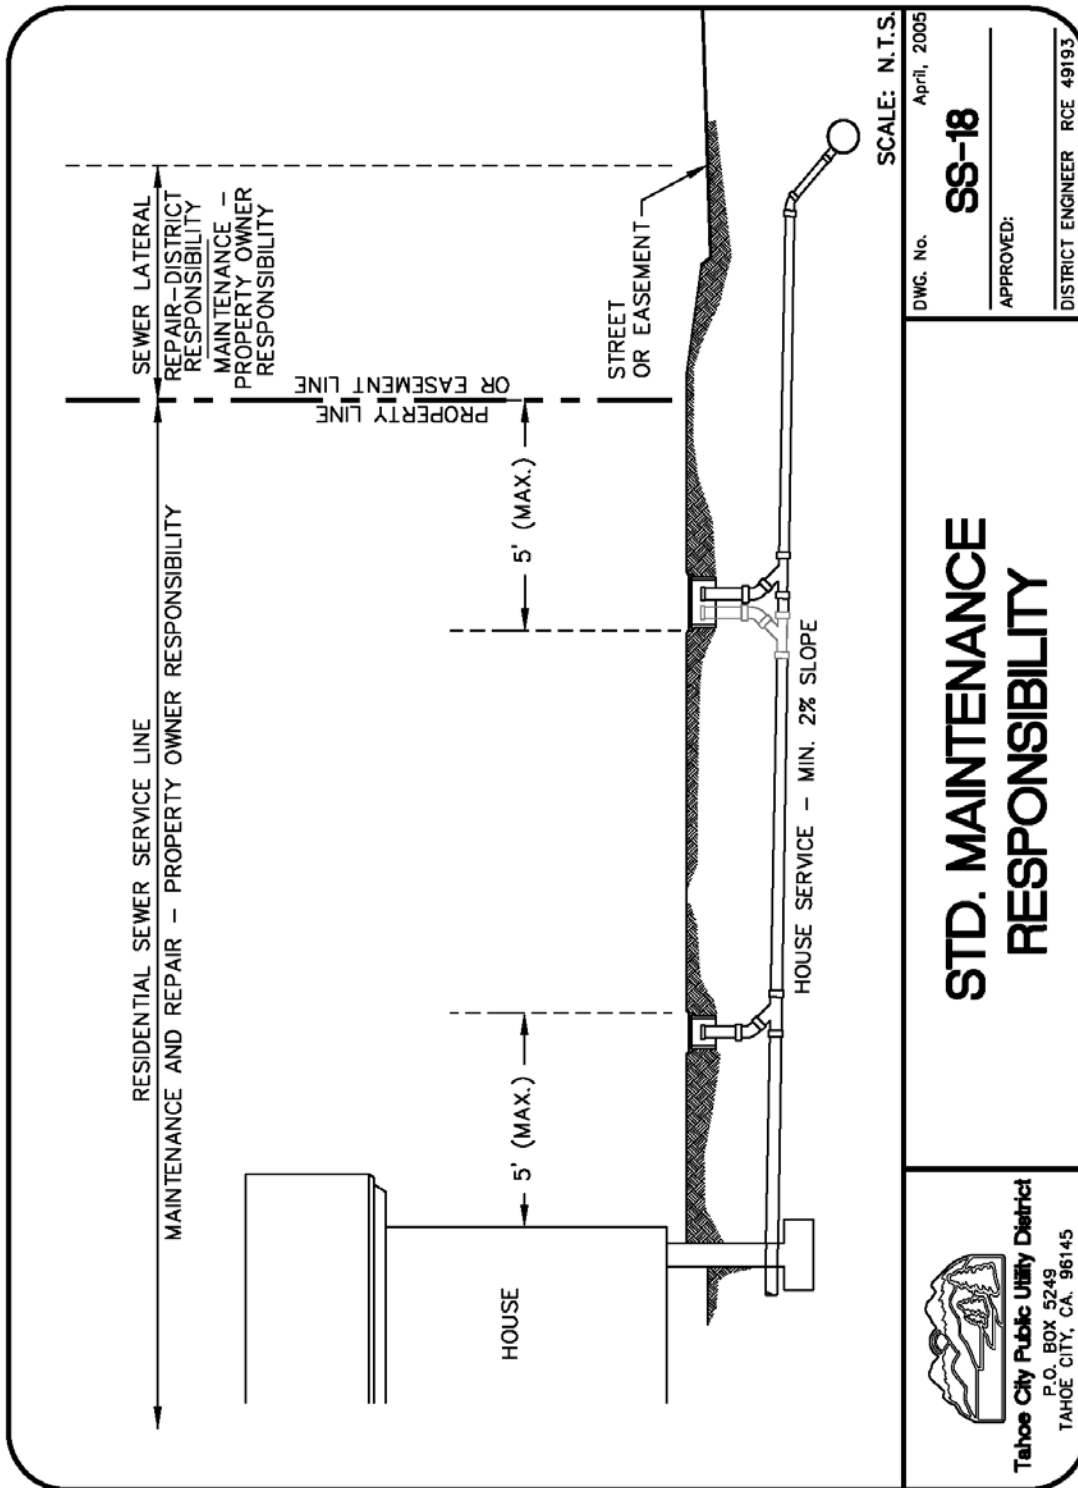 RESIDENTIAL SEWER SERVICE LINE
MAINTENANCE AND REPAIR – PROPERTY OWNER RESPONSIBILITY
SEWER LATERAL
REPAIR–DISTRICT
RESPONSIBILITY
MAINTENANCE –
PROPERTY OWNER
RESPONSIBILITY
PROPERTY LINE
OR EASEMENT LINE
HOUSE
5' (MAX.)
5' (MAX.)
STREET
OR EASEMENT
HOUSE SERVICE – MIN. 2% SLOPE
SCALE: N.T.S.
Tahoe City Public Utility District
P.O. BOX 5249
TAHOE CITY, CA. 96145
STD. MAINTENANCE
RESPONSIBILITY
DWG. No.
April, 2005
SS-18
APPROVED:
DISTRICT ENGINEER RCE 49193